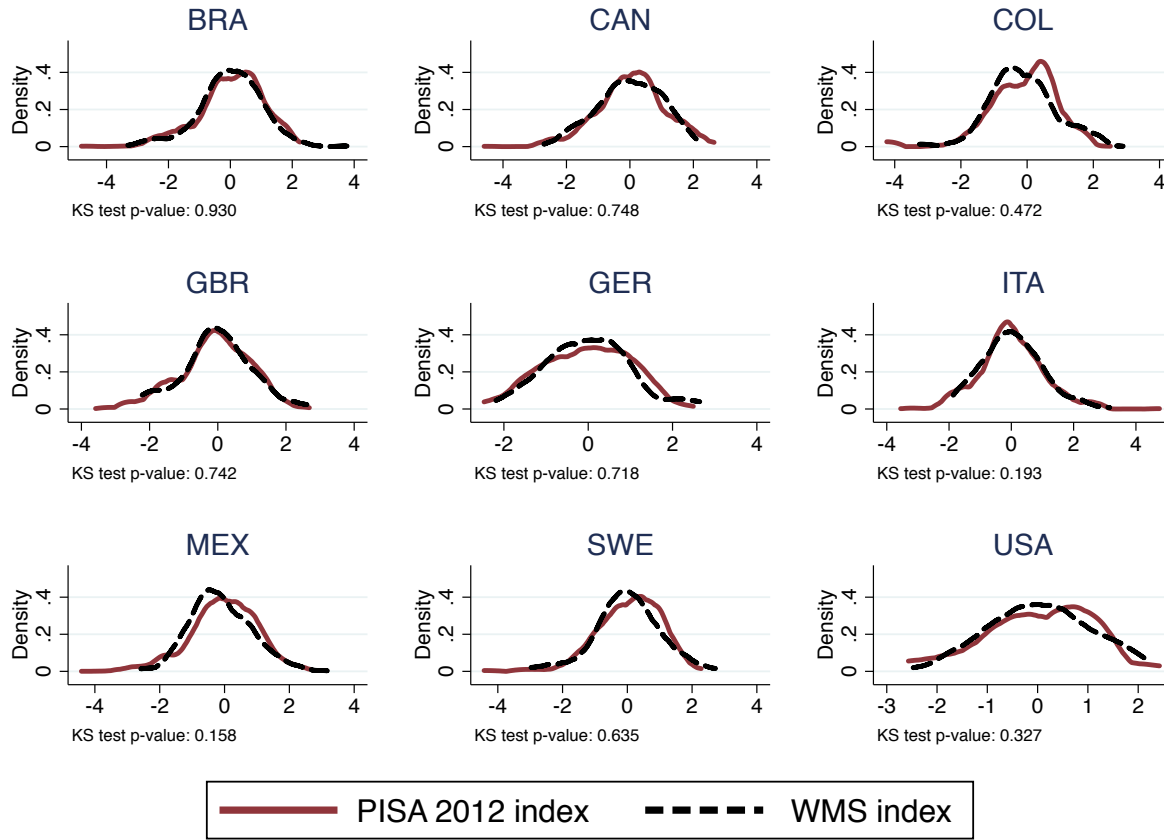 BRA
CAN
COL
Density
0 .2 .4
-4 -2 0 2 4
KS test p-value: 0.930
Density
0 .2 .4
-4 -2 0 2 4
KS test p-value: 0.748
Density
0 .2 .4
-4 -2 0 2 4
KS test p-value: 0.472
GBR
GER
ITA
Density
0 .2 .4
-4 -2 0 2 4
KS test p-value: 0.742
Density
0 .2 .4
-2 0 2 4
KS test p-value: 0.718
Density
0 .2 .4
-4 -2 0 2 4
KS test p-value: 0.193
MEX
SWE
USA
Density
0 .2 .4
-4 -2 0 2 4
KS test p-value: 0.158
Density
0 .2 .4
-4 -2 0 2 4
KS test p-value: 0.635
Density
0 .2 .4
-3 -2 -1 0 1 2
KS test p-value: 0.327
PISA 2012 index WMS index